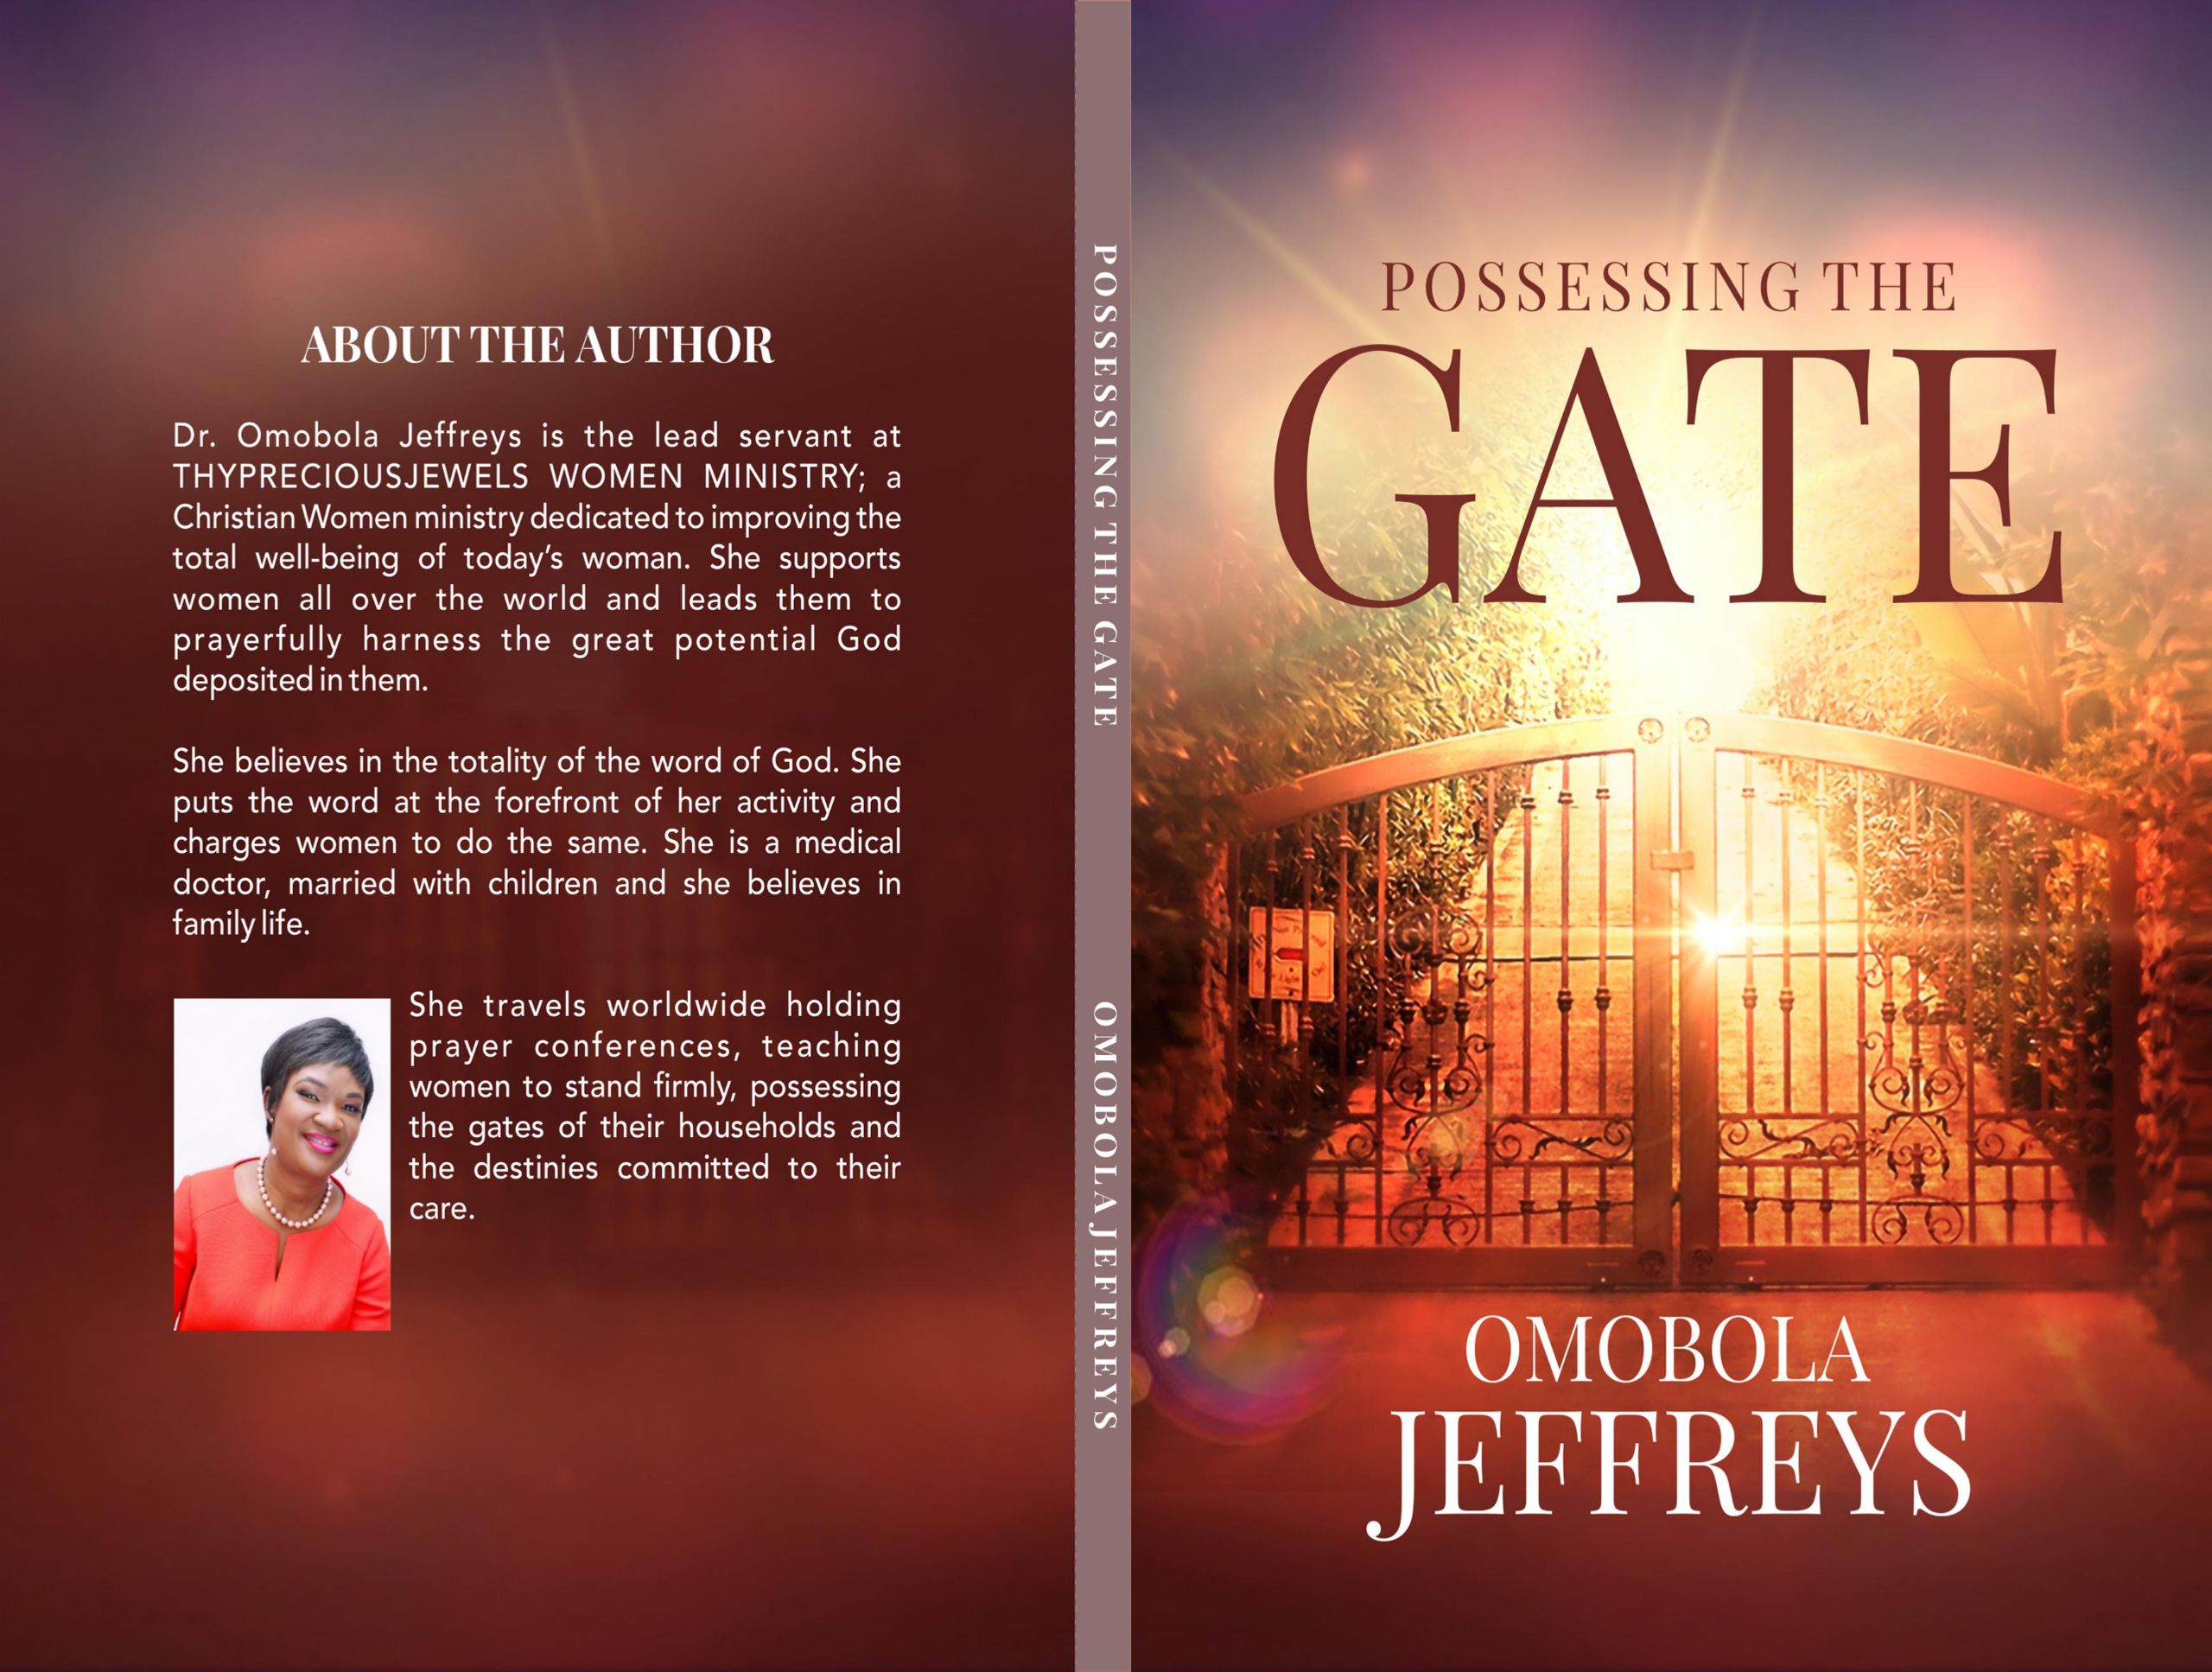 ABOUT THE AUTHOR
Dr. Omobola Jeffreys is the lead servant at
THYPRECIOUSJEWELS WOMEN MINISTRY; a
Christian Women ministry dedicated to improving the
total well-being of today’s woman. She supports
women all over the world and leads them to
prayerfully harness the great potential God
deposited in them.
She believes in the totality of the word of God. She
puts the word at the forefront of her activity and
charges women to do the same. She is a medical
doctor, married with children and she believes in
family life.
She travels worldwide holding
prayer conferences, teaching
women to stand firmly, possessing
the gates of their households and
the destinies committed to their
care.
POSSESSING THE GATE
OMOBOLA JEFFREYS
POSSESSING THE
GATE
OMOBOLA
JEFFREYS